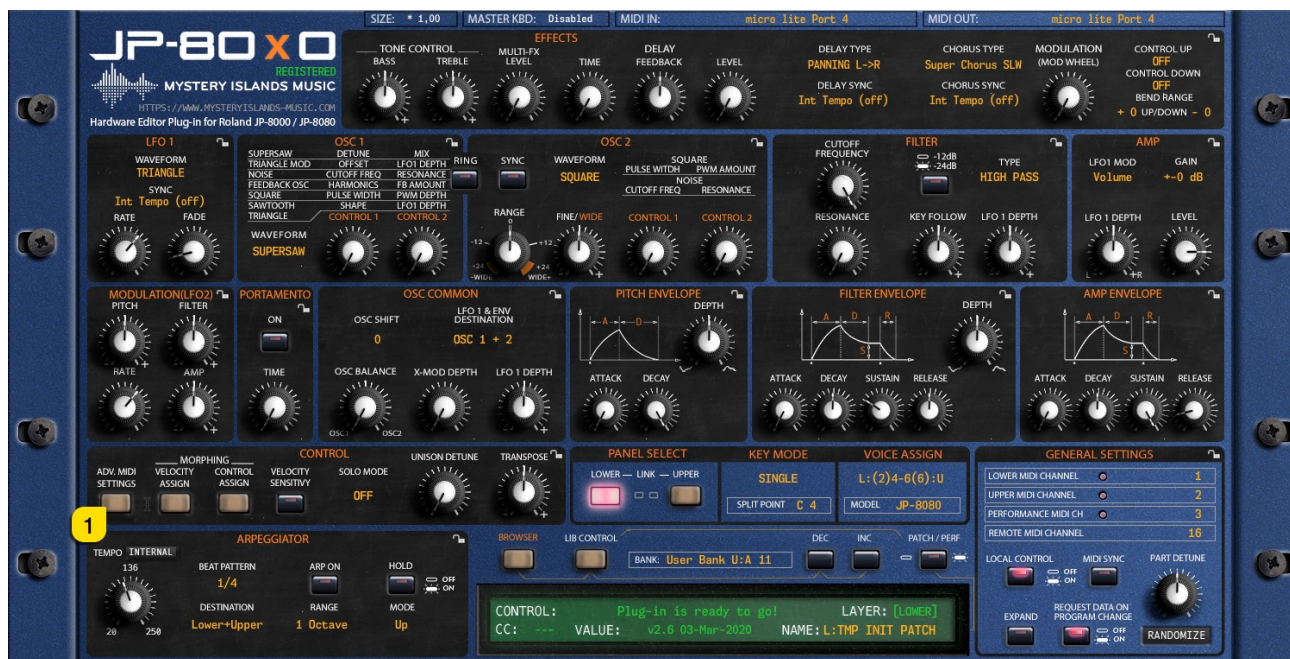 SIZE: * 1,00 MASTER KBD: Disabled MIDI IN: micro lite Port 4 MIDI OUT: micro lite Port 4
JP-80XO
REGISTERED
MYSTERY ISLANDS MUSIC
HTTPS://WWW.MYSTERYISLANDS-MUSIC.COM
Hardware Editor Plug-in for Roland JP-8000 / JP-8080
EFFECTS
TONE CONTROL
BASS TREBLE
MULTI-FX
LEVEL
TIME
DELAY
FEEDBACK
LEVEL
DELAY TYPE
PANNING L->R
DELAY SYNC
Int Tempo (off)
CHORUS TYPE
Super Chorus SLW
CHORUS SYNC
Int Tempo (off)
MODULATION
(MOD WHEEL)
CONTROL UP
OFF
CONTROL DOWN
OFF
BEND RANGE
+ 0 UP/DOWN - 0
LFO 1
WAVEFORM
TRIANGLE
SYNC
Int Tempo (off)
RATE FADE
OSC 1
SUPERSAW DETUNE MIX
TRIANGLE MOD OFFSET LFO1 DEPTH
NOISE CUTOFF FREQ RESONANCE
FEEDBACK OSC HARMONICS FB AMOUNT
SQUARE PULSE WIDTH PWM DEPTH
SAWTOOTH SHAPE LFO1 DEPTH
TRIANGLE
CONTROL 1 CONTROL 2
WAVEFORM
SUPERSAW
RING SYNC
OSC 2
WAVEFORM
SQUARE
SQUARE
PULSE WITDH PWM AMOUNT
NOISE
CUTOFF FREQ RESONANCE
RANGE
0
-12 +12
-24 +24
-WIDE WIDE+
FINE/WIDE
CONTROL 1 CONTROL 2
FILTER
CUTOFF
FREQUENCY
-12dB
-24dB
TYPE
HIGH PASS
RESONANCE KEY FOLLOW LFO 1 DEPTH
AMP
LFO1 MOD GAIN
Volume +-0 dB
LFO 1 DEPTH LEVEL
L +R
MODULATION(LFO2)
PITCH FILTER
RATE AMP
PORTAMENTO
ON
TIME
OSC COMMON
OSC SHIFT
0
LFO 1 & ENV
DESTINATION
OSC 1 + 2
OSC BALANCE X-MOD DEPTH LFO 1 DEPTH
OSC1 OSC2
PITCH ENVELOPE
DEPTH
A D
ATTACK DECAY
FILTER ENVELOPE
DEPTH
A D R
S
ATTACK DECAY SUSTAIN RELEASE
AMP ENVELOPE
A D R
S
ATTACK DECAY SUSTAIN RELEASE
CONTROL
ADV. MIDI
SETTINGS
MORPHING
VELOCITY
ASSIGN
CONTROL
ASSIGN
VELOCITY
SENSITIVY
SOLO MODE
OFF
UNISON DETUNE TRANSPOSE
PANEL SELECT
LOWER — LINK — UPPER
KEY MODE
SINGLE
SPLIT POINT C 4
VOICE ASSIGN
L:(2)4-6(6):U
MODEL JP-8080
GENERAL SETTINGS
LOWER MIDI CHANNEL 1
UPPER MIDI CHANNEL 2
PERFORMANCE MIDI CH 3
REMOTE MIDI CHANNEL 16
LOCAL CONTROL
OFF
ON
MIDI SYNC
PART DETUNE
EXPAND
REQUEST DATA ON
PROGRAM CHANGE
OFF
ON
RANDOMIZE
1
ARPEGGIATOR
TEMPO INTERNAL
136
20 250
BEAT PATTERN
1/4
DESTINATION
Lower+Upper
ARP ON
RANGE
1 Octave
HOLD
OFF
ON
MODE
Up
BROWSER LIB CONTROL
BANK: User Bank U:A 11
DEC INC PATCH / PERF
CONTROL: Plug-in is ready to go! LAYER: [LOWER]
CC: --- VALUE: v2.6 03-Mar-2020 NAME: L:TMP INIT PATCH